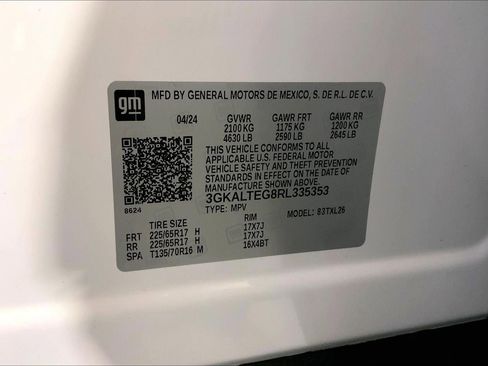 gm
MFD BY GENERAL MOTORS DE MEXICO, S. DE R.L. DE C.V.
04/24 GVWR GAWR FRT GAWR RR
2100 KG 1175 KG 1200 KG
4630 LB 2590 LB 2645 LB
THIS VEHICLE CONFORMS TO ALL
APPLICABLE U.S. FEDERAL MOTOR
VEHICLE SAFETY AND THEFT PREVENTION
STANDARDS IN EFFECT ON THE DATE OF
MANUFACTURE SHOWN ABOVE.
3GKALTEG8RL335353
8624 TYPE: MPV MODEL: 83TXL26
TIRE SIZE RIM
FRT 225/65R17 H 17X7J
RR 225/65R17 H 17X7J
SPA T135/70R16 M 16X4BT